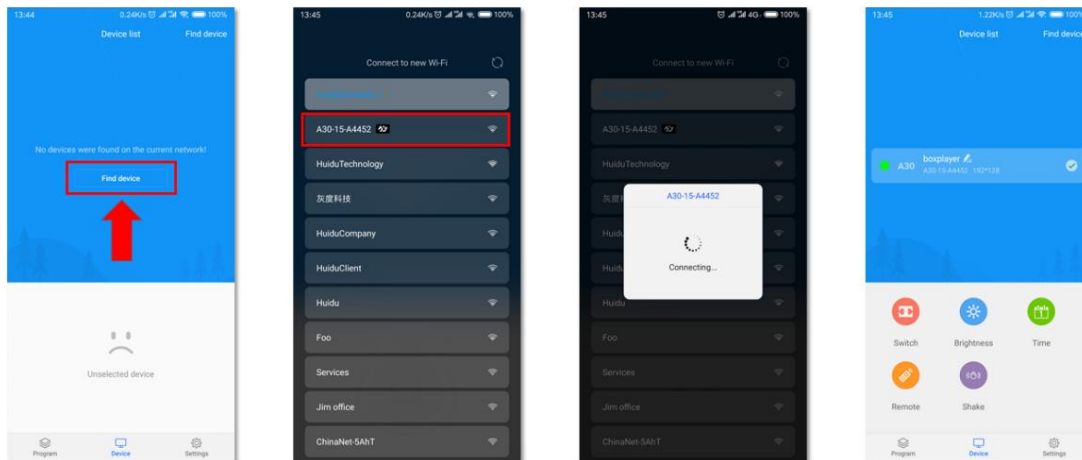 13:44
0.24K/s
100%
Device list
Find device
No devices were found on the current network!
Find device
Unselected device
Program
Device
Settings
13:45
0.24K/s
100%
Connect to new Wi-Fi
A30-15-A4452
HuiduTechnology
灰度科技
HuiduCompany
HuiduClient
Huidu
Foo
Services
Jim office
ChinaNet-5AhT
13:45
4G
100%
Connect to new Wi-Fi
A30-15-A4452
HuiduTechnology
A30-15-A4452
Connecting...
Huidu
Foo
Services
Jim office
ChinaNet-5AhT
13:45
1.22K/s
100%
Device list
Find device
A30
boxplayer
A30-15-A4452 192*128
Switch
Brightness
Time
Remote
Shake
Program
Device
Settings